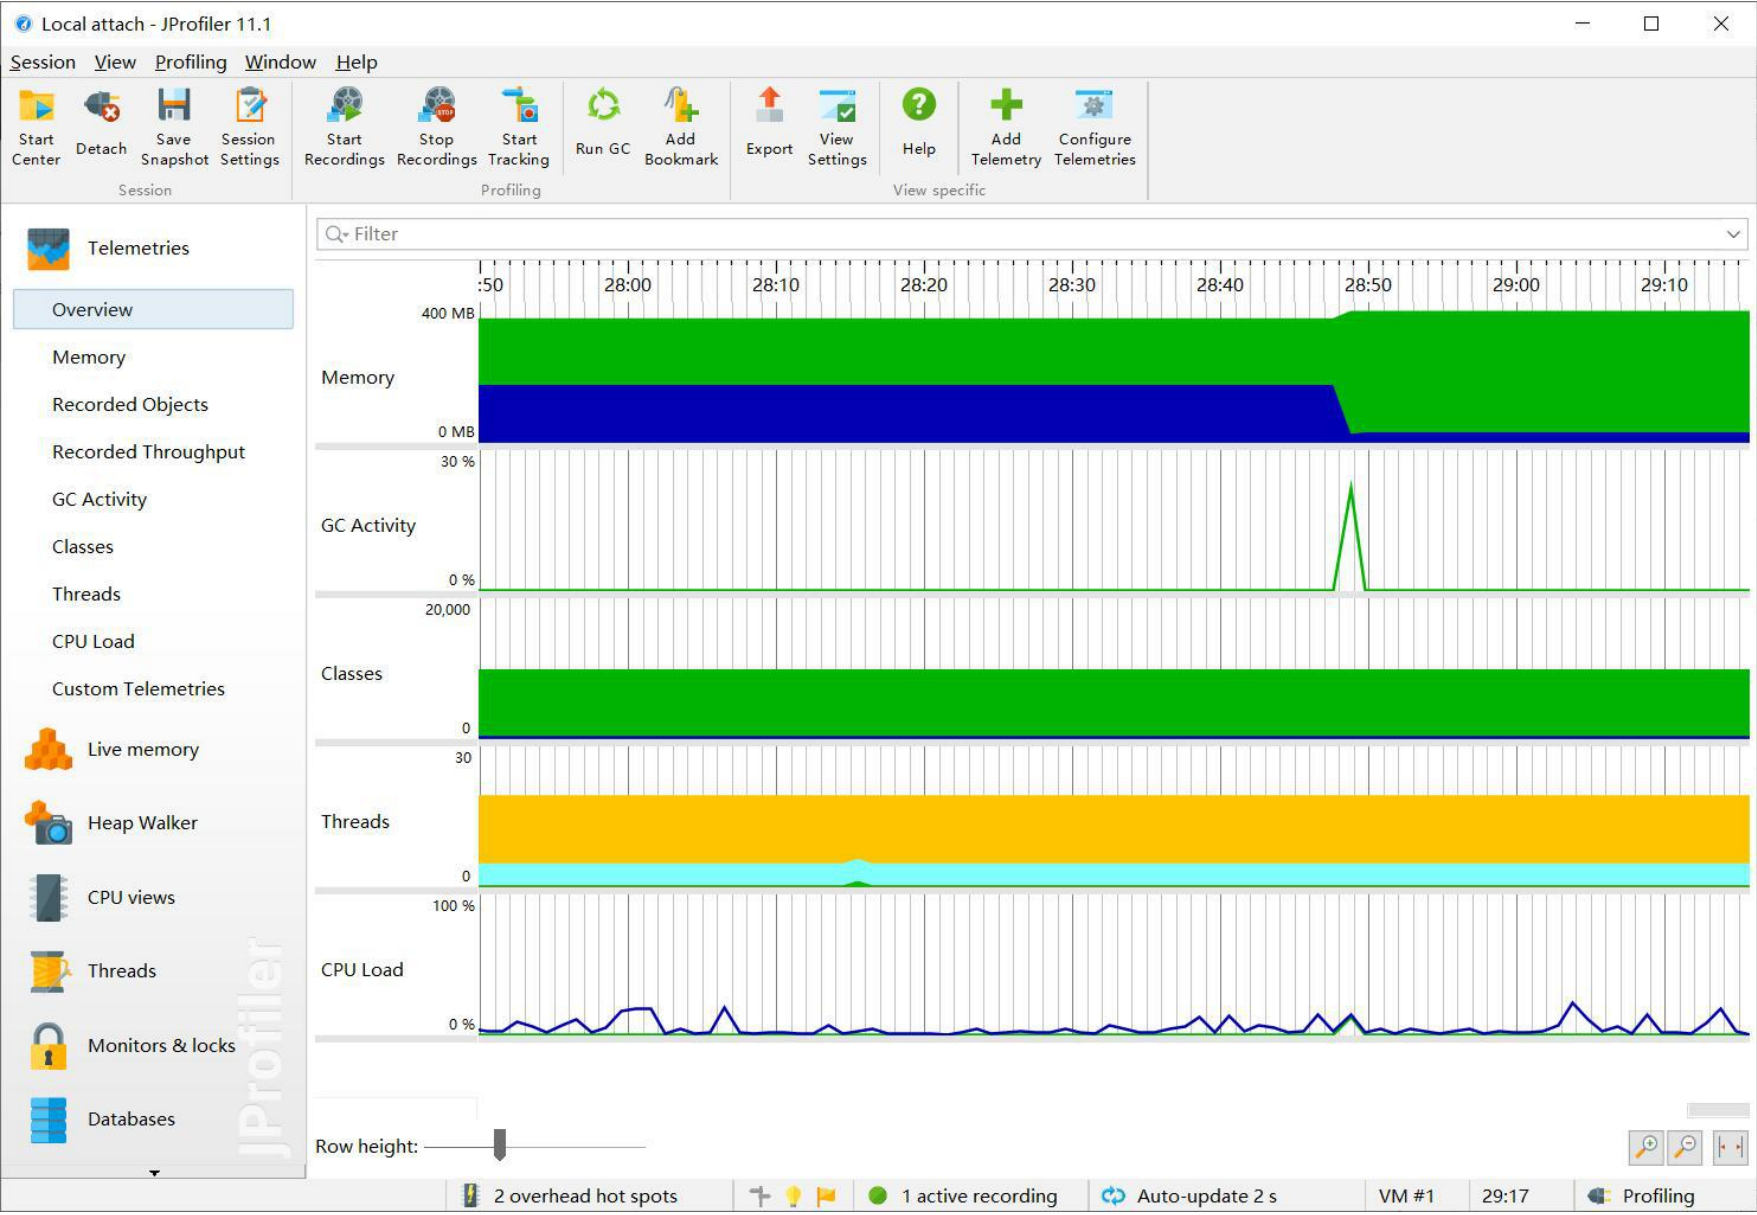 Local attach - JProfiler 11.1
Session View Profiling Window Help
Start Center
Detach
Save Snapshot
Session Settings
Start Recordings
Stop Recordings
Start Tracking
Run GC
Add Bookmark
Export
View Settings
Help
Add Telemetry
Configure Telemetries
Session
Profiling
View specific
Telemetries
Overview
Memory
Recorded Objects
Recorded Throughput
GC Activity
Classes
Threads
CPU Load
Custom Telemetries
Live memory
Heap Walker
CPU views
Threads
Monitors & locks
Databases
JProfiler
Filter
:50 28:00 28:10 28:20 28:30 28:40 28:50 29:00 29:10
400 MB
Memory
0 MB
30 %
GC Activity
0 %
20,000
Classes
0
30
Threads
0
100 %
CPU Load
0 %
Row height:
2 overhead hot spots
1 active recording
Auto-update 2 s
VM #1
29:17
Profiling